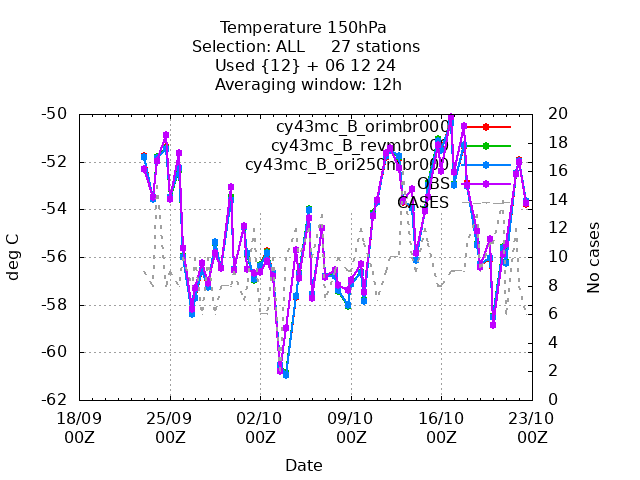 Temperature 150hPa
Selection: ALL     27 stations
Used {12} + 06 12 24
Averaging window: 12h
-50
-52
-54
-56
-58
-60
-62
deg C
20
18
16
14
12
10
8
6
4
2
0
No cases
cy43mc_B_orimbr000
cy43mc_B_revmbr000
cy43mc_B_ori250mbr000
OBS
CASES
18/09 00Z
25/09 00Z
02/10 00Z
09/10 00Z
16/10 00Z
23/10 00Z
Date